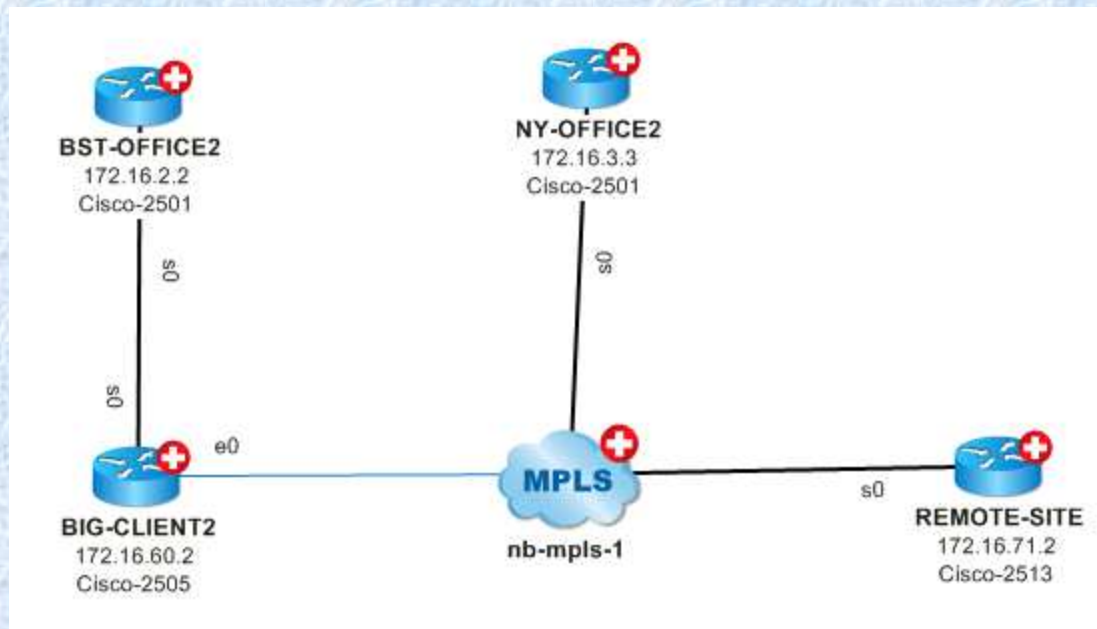 BST-OFFICE2
172.16.2.2
Cisco-2501
NY-OFFICE2
172.16.3.3
Cisco-2501
s0
s0
s0
e0
BIG-CLIENT2
172.16.60.2
Cisco-2505
MPLS
nb-mpls-1
s0
REMOTE-SITE
172.16.71.2
Cisco-2513